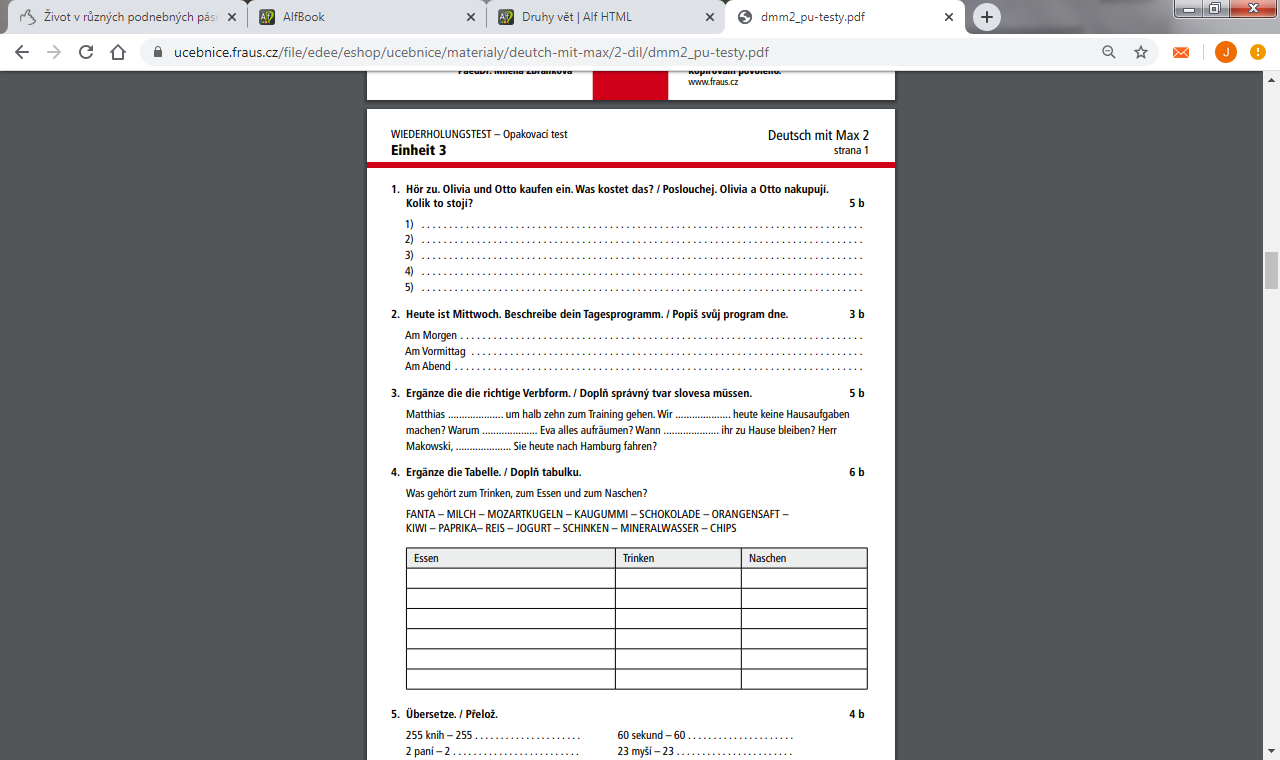 Život v různých podnebných páse
AlfBook
Druhy vět | Alf HTML
dmm2_pu-testy.pdf
ucebnice.fraus.cz/file/edee/eshop/ucebnice/materialy/deutch-mit-max/2-dil/dmm2_pu-testy.pdf
J
PaedDr. Milena Zbranková
Kopírování povoleno.
www.fraus.cz
WIEDERHOLUNGSTEST – Opakovací test
Deutsch mit Max 2
Einheit 3
strana 1
1. Hör zu. Olivia und Otto kaufen ein. Was kostet das? / Poslouchej. Olivia a Otto nakupují.
Kolik to stojí? 5 b
1) . . . . . . . . . . . . . . . . . . . . . . . . . . . . . . . . . . . . . . . .
2) . . . . . . . . . . . . . . . . . . . . . . . . . . . . . . . . . . . . . . . .
3) . . . . . . . . . . . . . . . . . . . . . . . . . . . . . . . . . . . . . . . .
4) . . . . . . . . . . . . . . . . . . . . . . . . . . . . . . . . . . . . . . . .
5) . . . . . . . . . . . . . . . . . . . . . . . . . . . . . . . . . . . . . . . .
2. Heute ist Mittwoch. Beschreibe dein Tagesprogramm. / Popiš svůj program dne. 3 b
Am Morgen . . . . . . . . . . . . . . . . . . . . . . . . . . . . . . . . . . . .
Am Vormittag . . . . . . . . . . . . . . . . . . . . . . . . . . . . . . . . . . . .
Am Abend . . . . . . . . . . . . . . . . . . . . . . . . . . . . . . . . . . . .
3. Ergänze die die richtige Verbform. / Doplň správný tvar slovesa müssen. 5 b
Matthias .................... um halb zehn zum Training gehen. Wir .................... heute keine Hausaufgaben
machen? Warum .................... Eva alles aufräumen? Wann .................... ihr zu Hause bleiben? Herr
Makowski, .................... Sie heute nach Hamburg fahren?
4. Ergänze die Tabelle. / Doplň tabulku. 6 b
Was gehört zum Trinken, zum Essen und zum Naschen?
FANTA – MILCH – MOZARTKUGELN – KAUGUMMI – SCHOKOLADE – ORANGENSAFT –
KIWI – PAPRIKA– REIS – JOGURT – SCHINKEN – MINERALWASSER – CHIPS
Essen Trinken Naschen
5. Übersetze. / Přelož. 4 b
255 knih – 255 . . . . . . . . . . . . . . . . . . . . 60 sekund – 60 . . . . . . . . . . . . . . . . . . . .
2 paní – 2 . . . . . . . . . . . . . . . . . . . . . . . 23 myší – 23 . . . . . . . . . . . . . . . . . . . . .